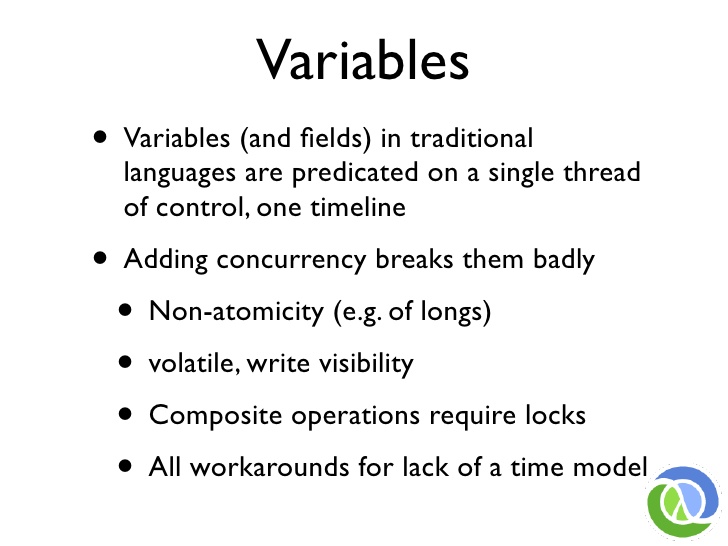 Variables
• Variables (and fields) in traditional
languages are predicated on a single thread
of control, one timeline
• Adding concurrency breaks them badly
• Non-atomicity (e.g. of longs)
• volatile, write visibility
• Composite operations require locks
• All workarounds for lack of a time model